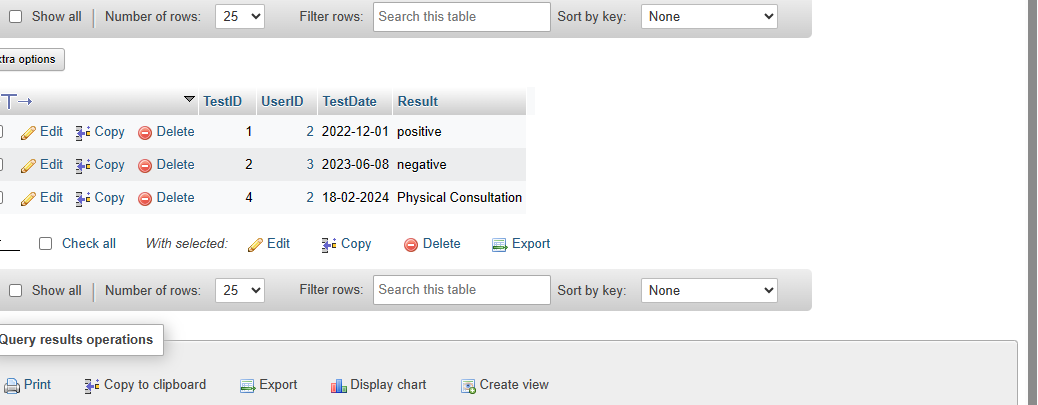 Show all Number of rows: 25 Filter rows: Search this table Sort by key: None
tra options
TestID UserID TestDate Result
Edit Copy Delete 1 2 2022-12-01 positive
Edit Copy Delete 2 3 2023-06-08 negative
Edit Copy Delete 4 2 18-02-2024 Physical Consultation
Check all With selected: Edit Copy Delete Export
Show all Number of rows: 25 Filter rows: Search this table Sort by key: None
Query results operations
Print Copy to clipboard Export Display chart Create view